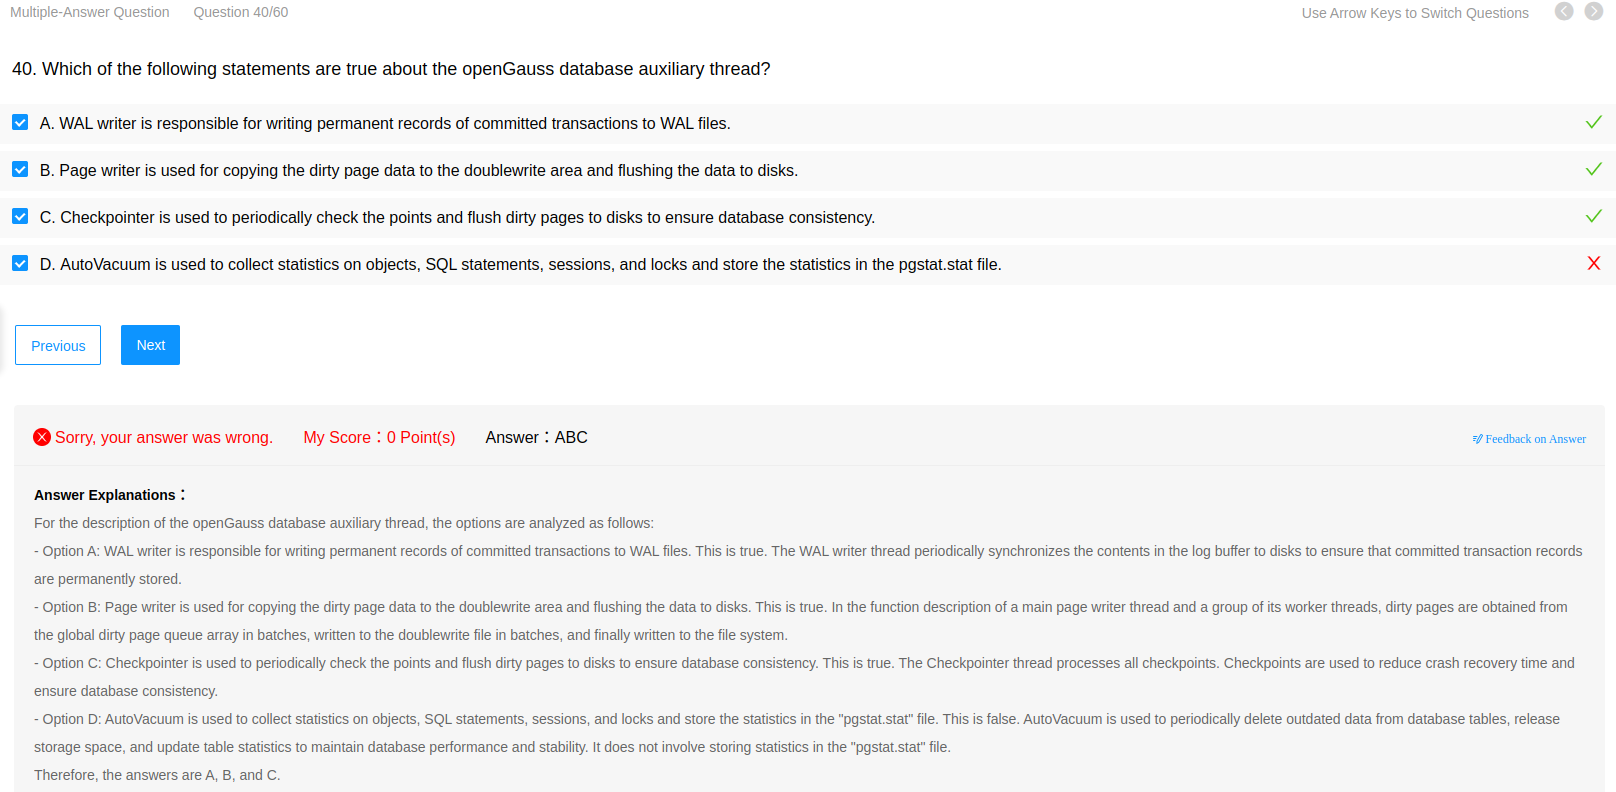 Multiple-Answer Question Question 40/60 Use Arrow Keys to Switch Questions
40. Which of the following statements are true about the openGauss database auxiliary thread?
A. WAL writer is responsible for writing permanent records of committed transactions to WAL files.
B. Page writer is used for copying the dirty page data to the doublewrite area and flushing the data to disks.
C. Checkpointer is used to periodically check the points and flush dirty pages to disks to ensure database consistency.
D. AutoVacuum is used to collect statistics on objects, SQL statements, sessions, and locks and store the statistics in the pgstat.stat file.
Previous Next
Sorry, your answer was wrong. My Score：0 Point(s) Answer：ABC Feedback on Answer
Answer Explanations：
For the description of the openGauss database auxiliary thread, the options are analyzed as follows:
- Option A: WAL writer is responsible for writing permanent records of committed transactions to WAL files. This is true. The WAL writer thread periodically synchronizes the contents in the log buffer to disks to ensure that committed transaction records
are permanently stored.
- Option B: Page writer is used for copying the dirty page data to the doublewrite area and flushing the data to disks. This is true. In the function description of a main page writer thread and a group of its worker threads, dirty pages are obtained from
the global dirty page queue array in batches, written to the doublewrite file in batches, and finally written to the file system.
- Option C: Checkpointer is used to periodically check the points and flush dirty pages to disks to ensure database consistency. This is true. The Checkpointer thread processes all checkpoints. Checkpoints are used to reduce crash recovery time and
ensure database consistency.
- Option D: AutoVacuum is used to collect statistics on objects, SQL statements, sessions, and locks and store the statistics in the "pgstat.stat" file. This is false. AutoVacuum is used to periodically delete outdated data from database tables, release
storage space, and update table statistics to maintain database performance and stability. It does not involve storing statistics in the "pgstat.stat" file.
Therefore, the answers are A, B, and C.